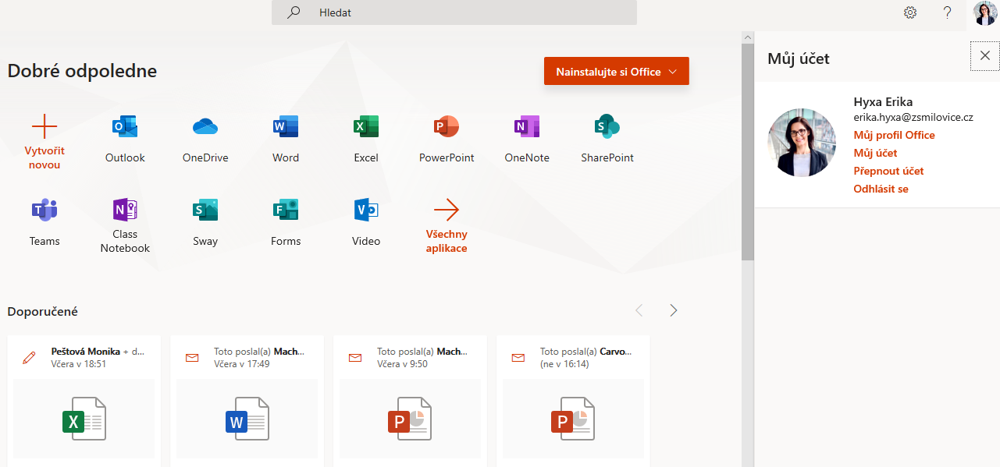 Hledat
?
Dobré odpoledne
Nainstalujte si Office
Vytvořit
novou
Outlook
OneDrive
Word
Excel
PowerPoint
OneNote
SharePoint
Teams
Class
Notebook
Sway
Forms
Video
Všechny
aplikace
Doporučené
Peštová Monika + d...
Včera v 18:51
Toto poslal(a) Mach...
Včera v 17:49
Toto poslal(a) Mach...
Včera v 9:50
Toto poslal(a) Carvo...
(ne v 16:14)
Můj účet
Hyxa Erika
erika.hyxa@zsmilovice.cz
Můj profil Office
Můj účet
Přepnout účet
Odhlásit se